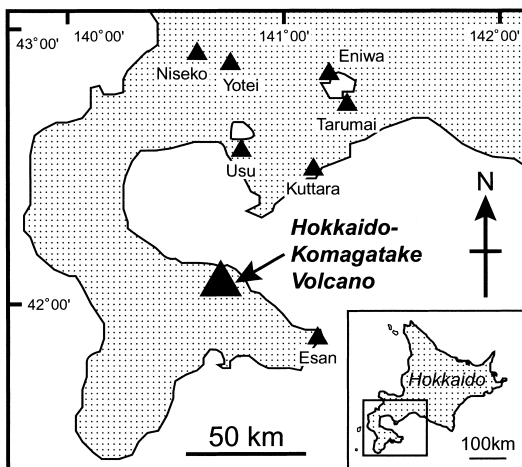 43°00'
140°00'
141°00'
142°00'
Niseko
Yotei
Eniwa
Tarumai
Usu
Kuttara
N
Hokkaido-
Komagatake
Volcano
42°00'
Esan
Hokkaido
50 km
100km